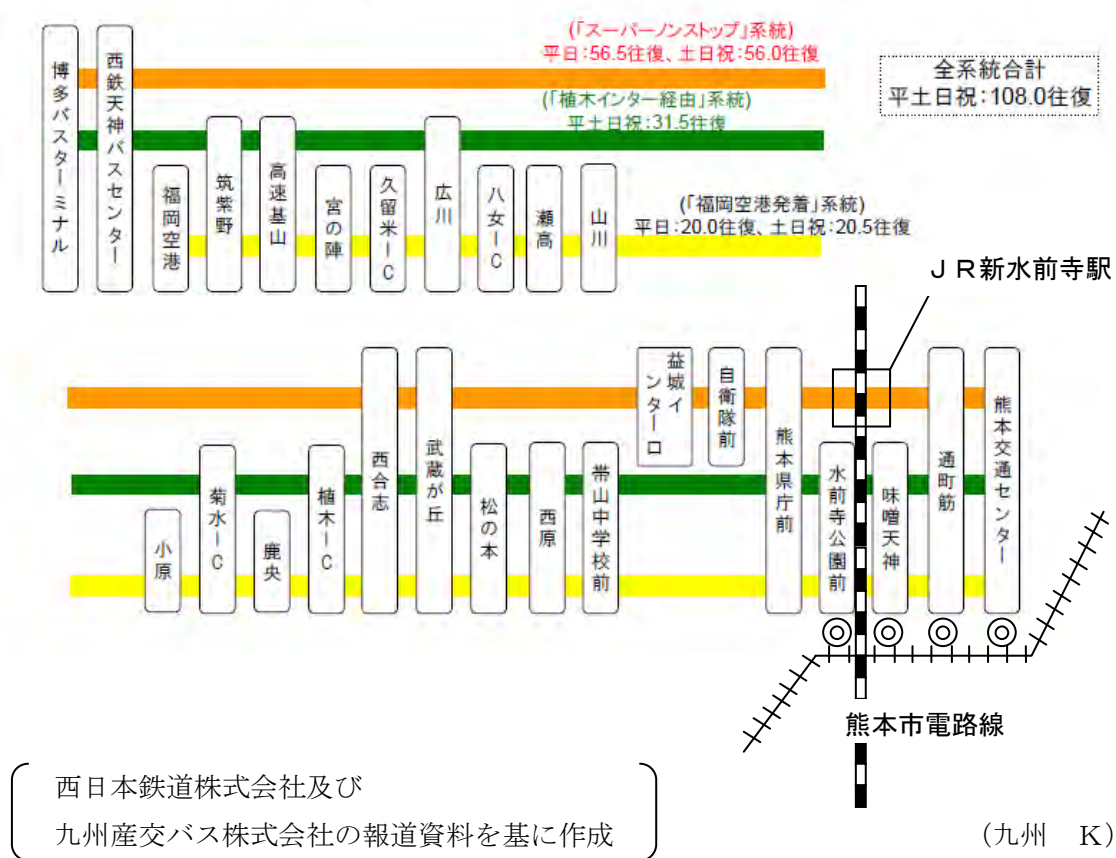 (｢スーパーノンストップ｣系統)
平日:56.5往復、土日祝:56.0往復
全系統合計
平土日祝:108.0往復
(｢植木インター経由｣系統)
平土日祝:31.5往復
(｢福岡空港発着｣系統)
平日:20.0往復、土日祝:20.5往復
博多バスターミナル
西鉄天神バスセンター
福岡空港
筑紫野
高速基山
宮の陣
久留米IC
広川
八女IC
瀬高
山川
ＪＲ新水前寺駅
小原
菊水IC
鹿央
植木IC
西合志
武蔵が丘
松の本
西原
帯山中学校前
益城イ
ンターロ
自衛隊前
熊本県庁前
水前寺公園前
味噌天神
通町筋
熊本交通センター
熊本市電路線
西日本鉄道株式会社及び
九州産交バス株式会社の報道資料を基に作成
(九州　Ｋ)